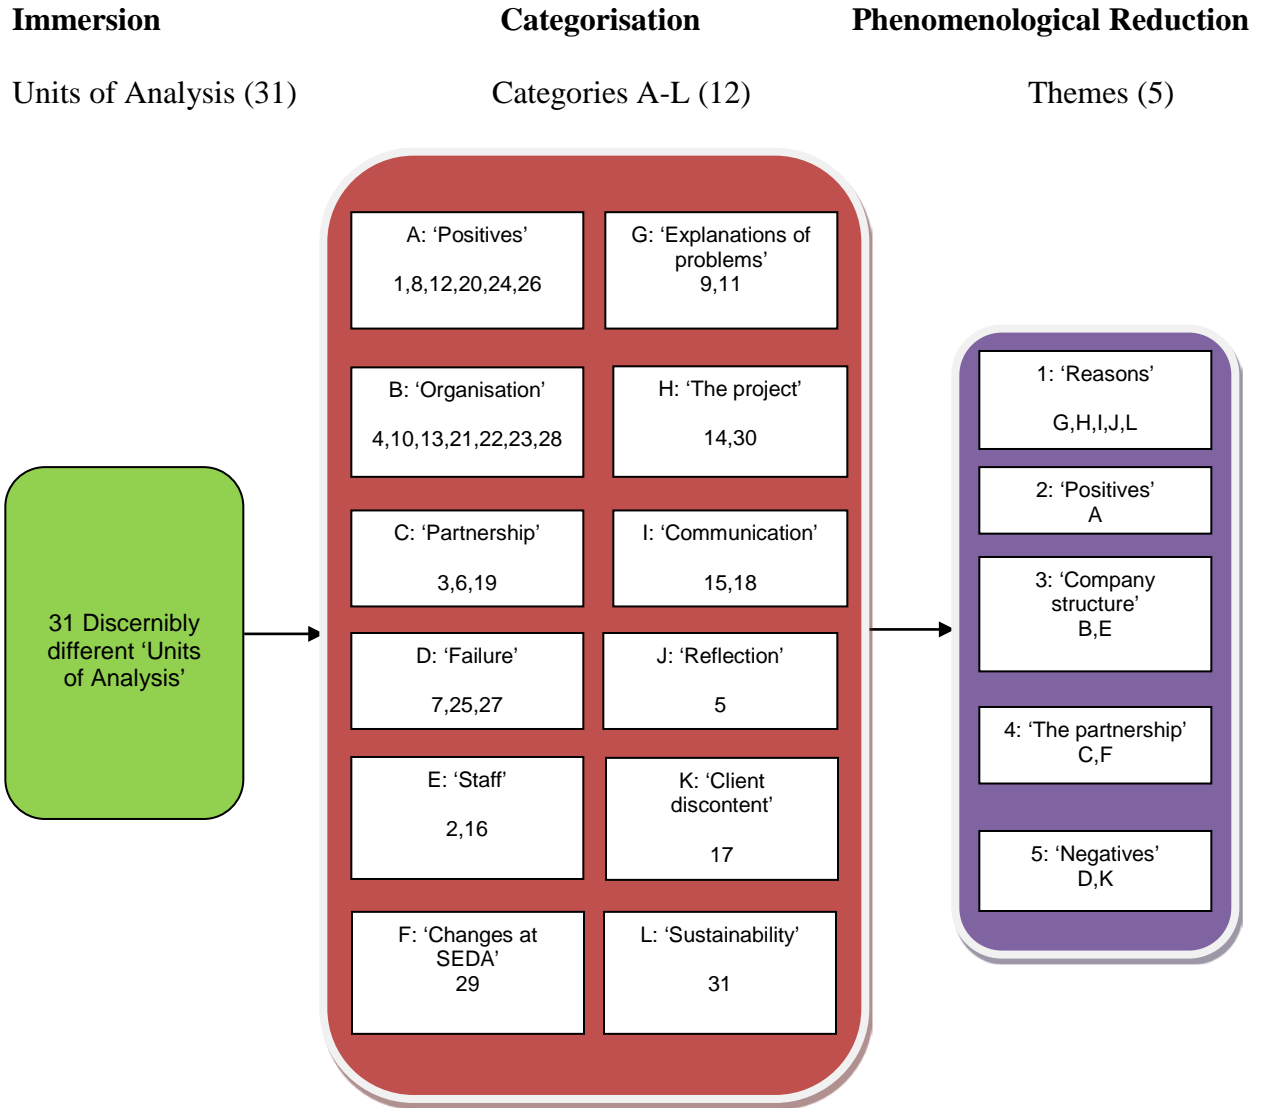 Immersion
Categorisation
Phenomenological Reduction
Units of Analysis (31)
Categories A-L (12)
Themes (5)
31 Discernibly
different ‘Units
of Analysis’
A: ‘Positives’
1,8,12,20,24,26
B: ‘Organisation’
4,10,13,21,22,23,28
C: ‘Partnership’
3,6,19
D: ‘Failure’
7,25,27
E: ‘Staff’
2,16
F: ‘Changes at
SEDA’
29
G: ‘Explanations of
problems’
9,11
H: ‘The project’
14,30
I: ‘Communication’
15,18
J: ‘Reflection’
5
K: ‘Client
discontent’
17
L: ‘Sustainability’
31
1: ‘Reasons’
G,H,I,J,L
2: ‘Positives’
A
3: ‘Company
structure’
B,E
4: ‘The partnership’
C,F
5: ‘Negatives’
D,K